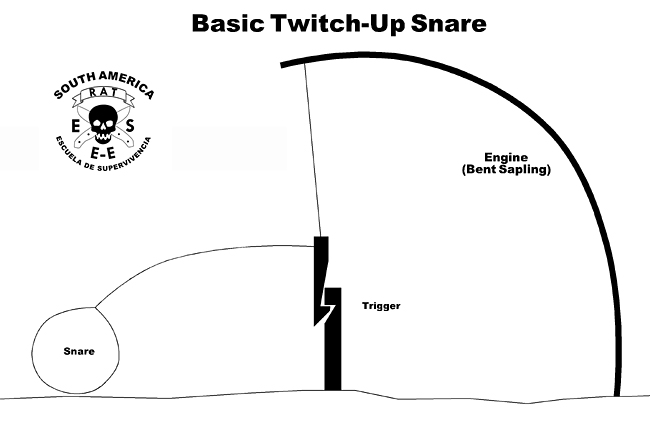 Basic Twitch-Up Snare
SOUTH AMERICA
RAT
E S
E-E
ESCUELA DE SUPERVIVENCIA
Engine
(Bent Sapling)
Trigger
Snare